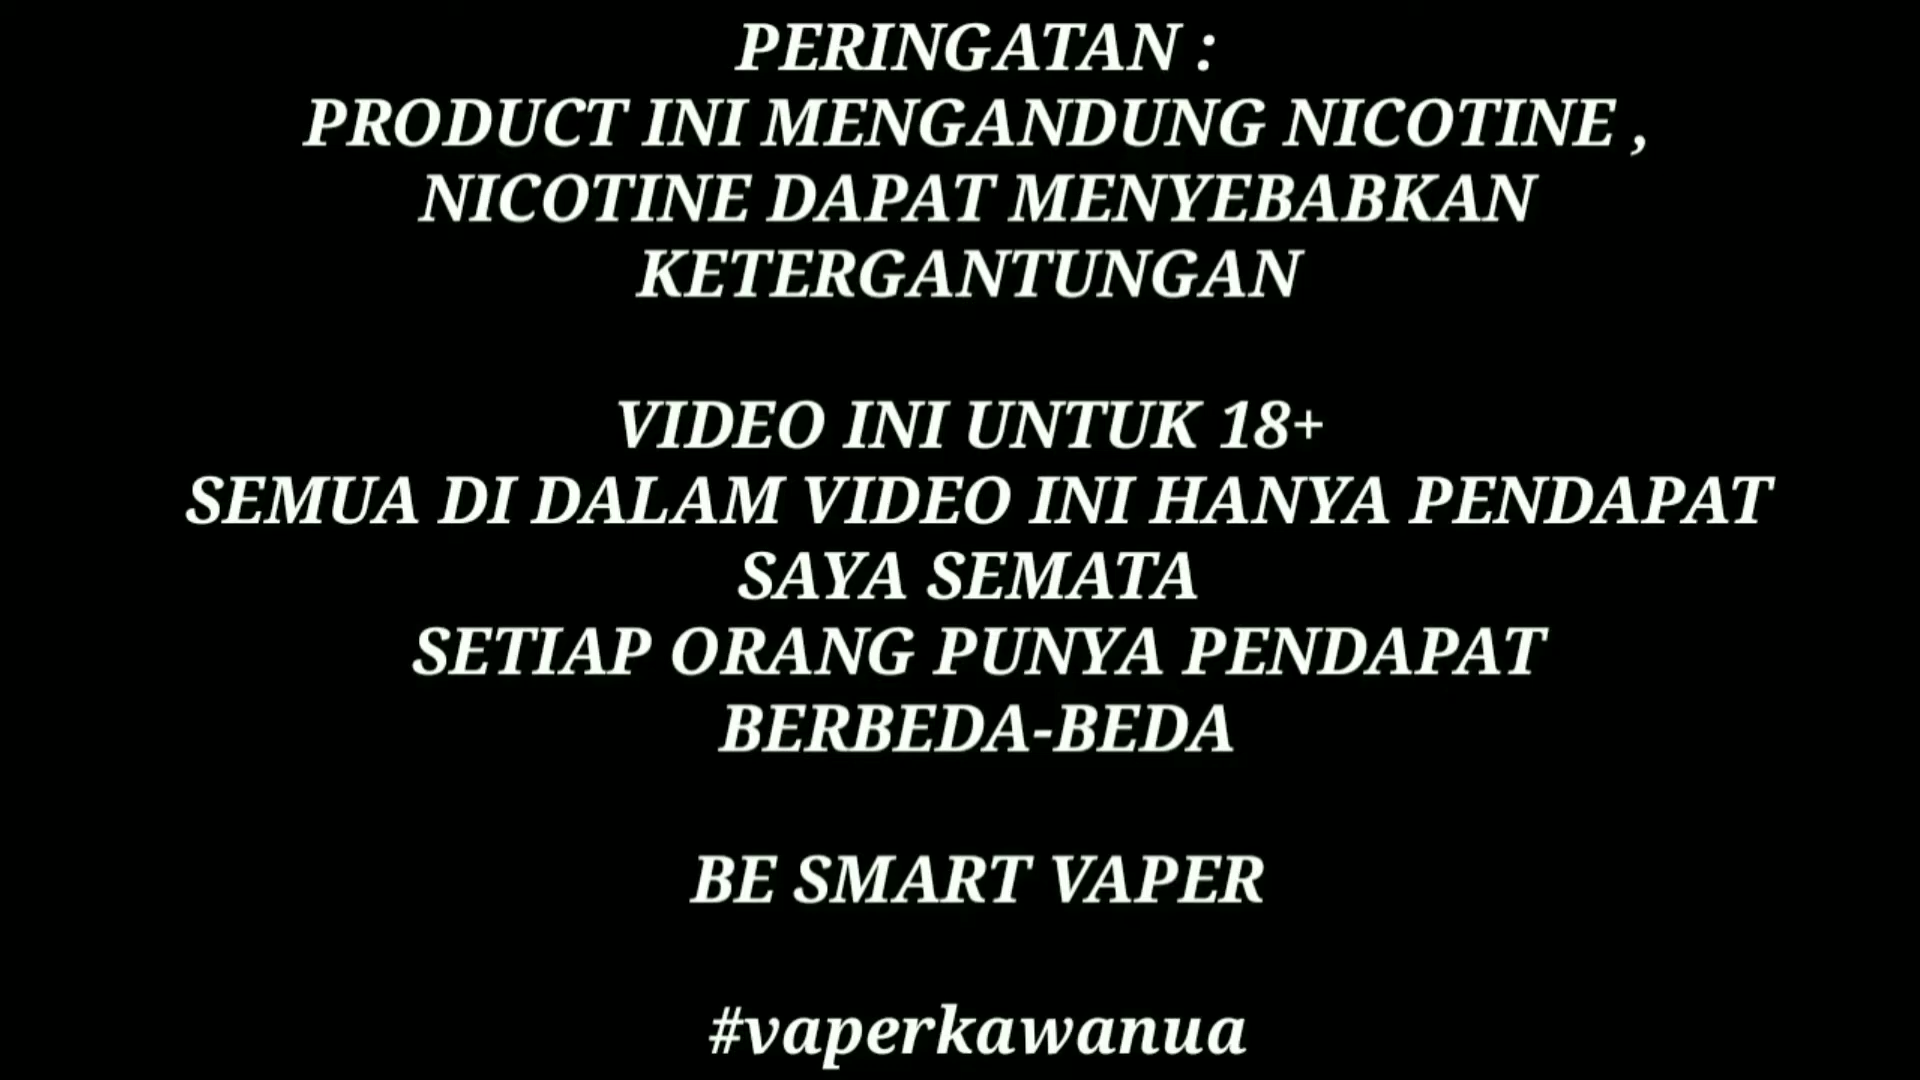 PERINGATAN :
PRODUCT INI MENGANDUNG NICOTINE ,
NICOTINE DAPAT MENYEBABKAN
KETERGANTUNGAN
VIDEO INI UNTUK 18+
SEMUA DI DALAM VIDEO INI HANYA PENDAPAT
SAYA SEMATA
SETIAP ORANG PUNYA PENDAPAT
BERBEDA-BEDA
BE SMART VAPER
#vaperkawanua